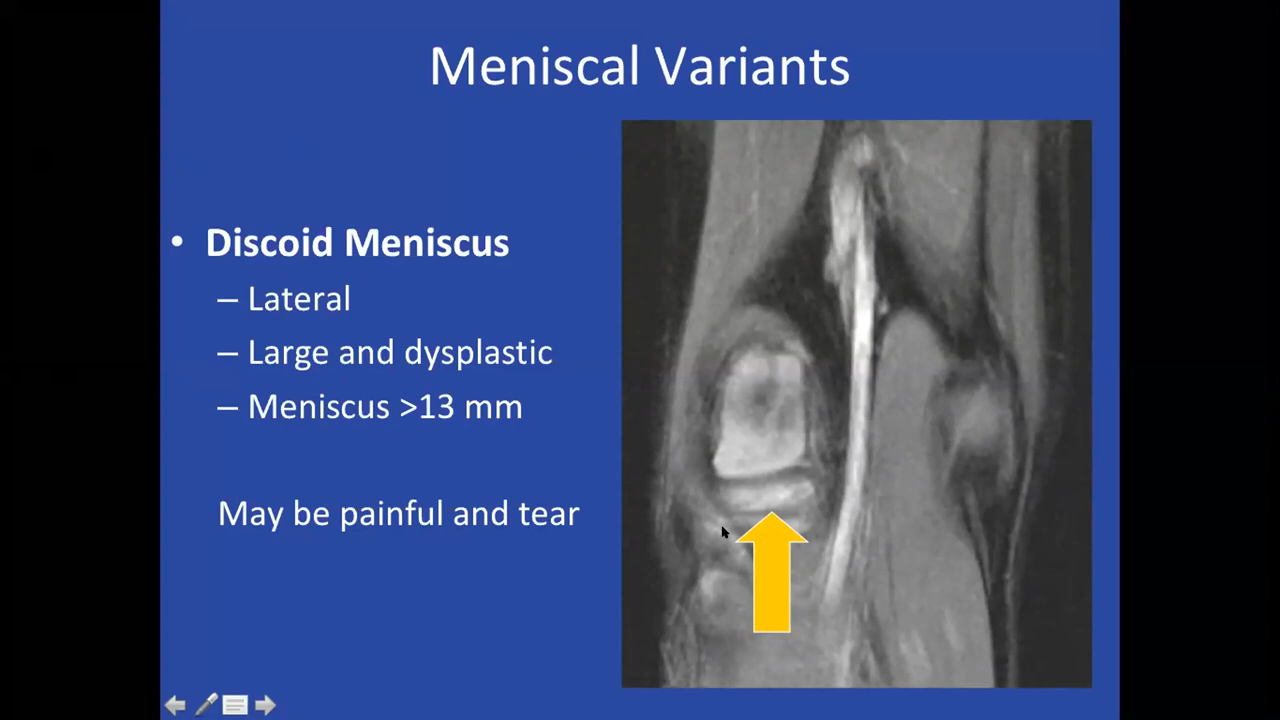 Meniscal Variants
• Discoid Meniscus
– Lateral
– Large and dysplastic
– Meniscus >13 mm
May be painful and tear